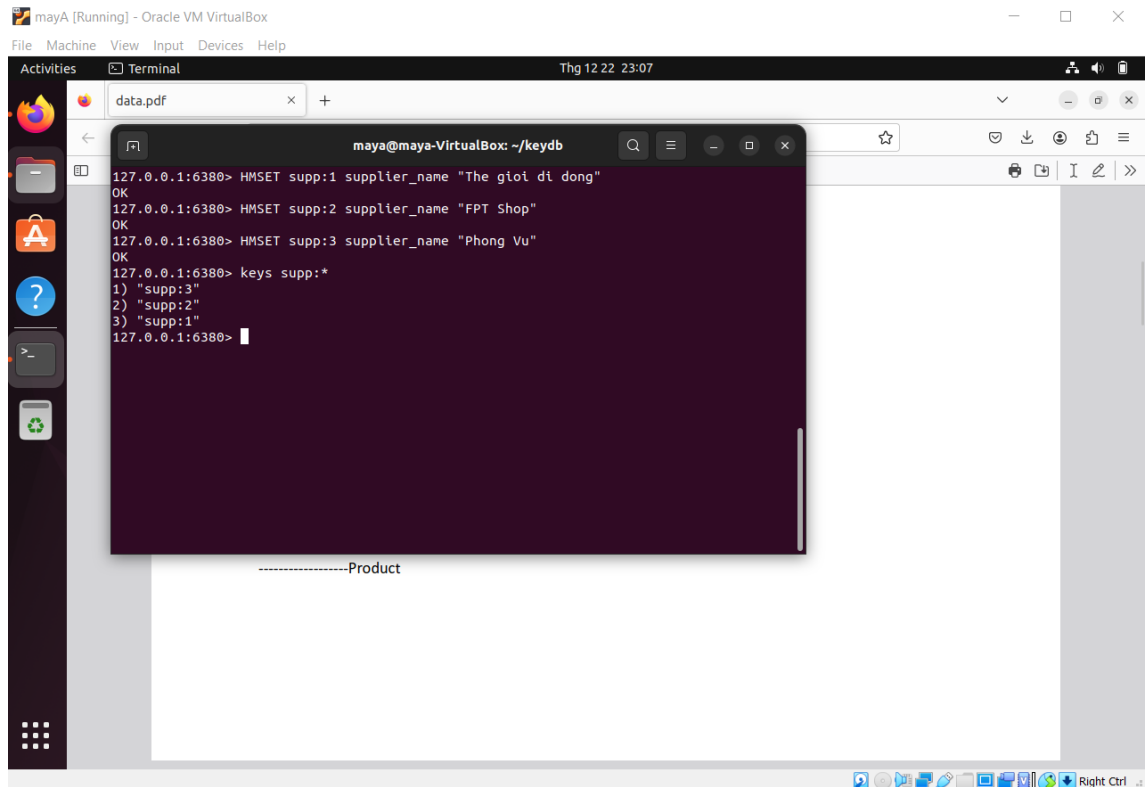 mayA [Running] - Oracle VM VirtualBox
File Machine View Input Devices Help
Activities Terminal Thg 12 22 23:07
data.pdf
maya@maya-VirtualBox: ~/keydb
127.0.0.1:6380> HMSET supp:1 supplier_name "The gioi di dong"
OK
127.0.0.1:6380> HMSET supp:2 supplier_name "FPT Shop"
OK
127.0.0.1:6380> HMSET supp:3 supplier_name "Phong Vu"
OK
127.0.0.1:6380> keys supp:*
1) "supp:3"
2) "supp:2"
3) "supp:1"
127.0.0.1:6380>
------------------Product
Right Ctrl